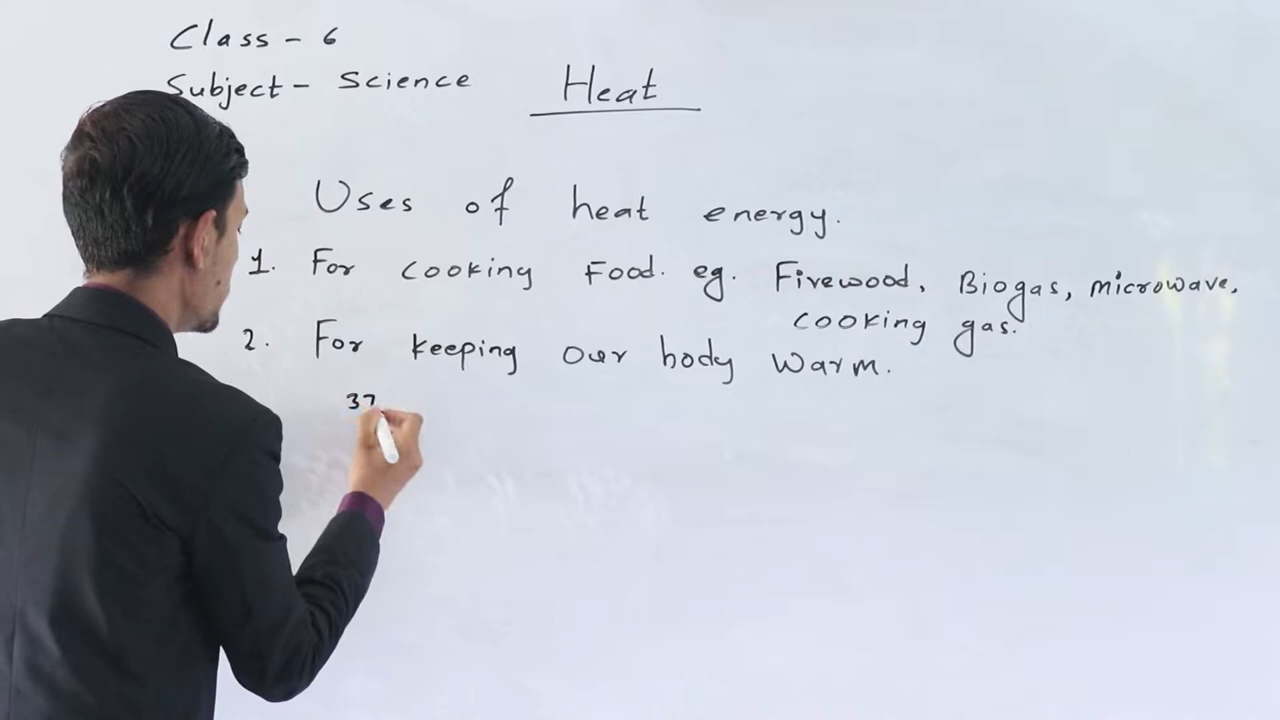 Class - 6
Subject - Science
Heat
Uses of heat energy.
1. For cooking Food. eg. Firewood, Biogas, microwave,
cooking gas.
2. For keeping our body warm.
37